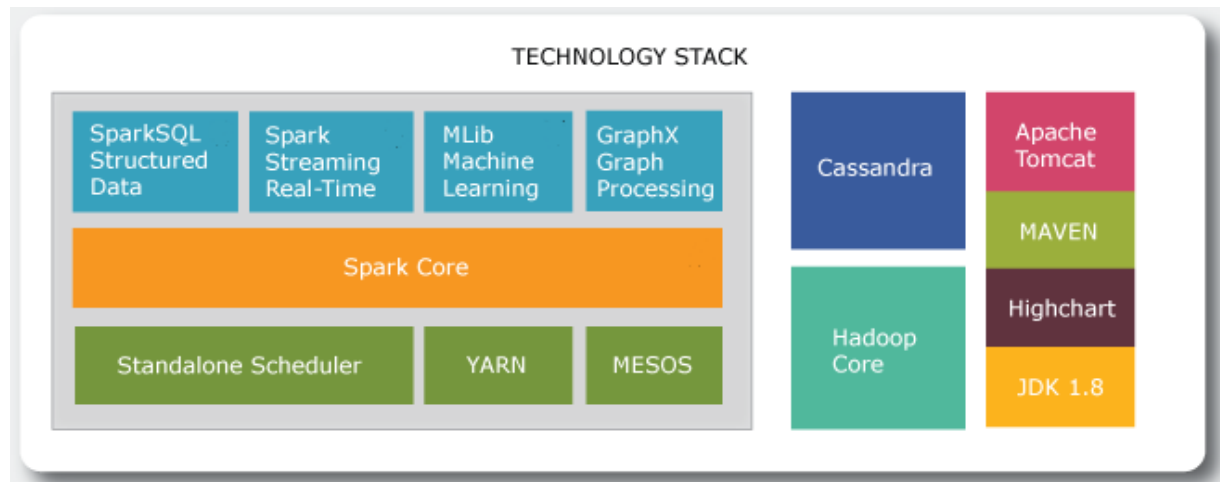 TECHNOLOGY STACK
SparkSQL
Structured
Data
Spark
Streaming
Real-Time
MLib
Machine
Learning
GraphX
Graph
Processing
Spark Core
Standalone Scheduler
YARN
MESOS
Cassandra
Hadoop
Core
Apache
Tomcat
MAVEN
Highchart
JDK 1.8